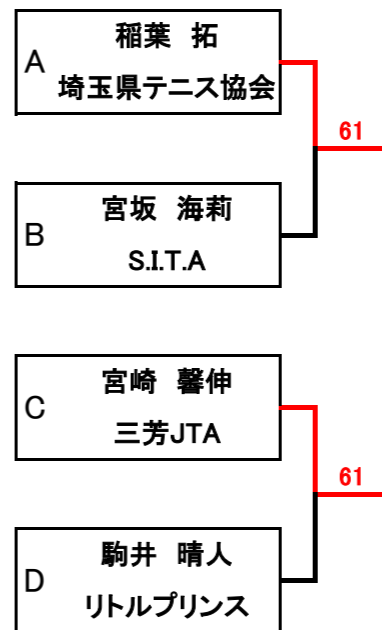 A
稲葉 拓
埼玉県テニス協会
61
B
宮坂 海莉
S.I.T.A
C
宮崎 馨伸
三芳JTA
61
D
駒井 晴人
リトルプリンス